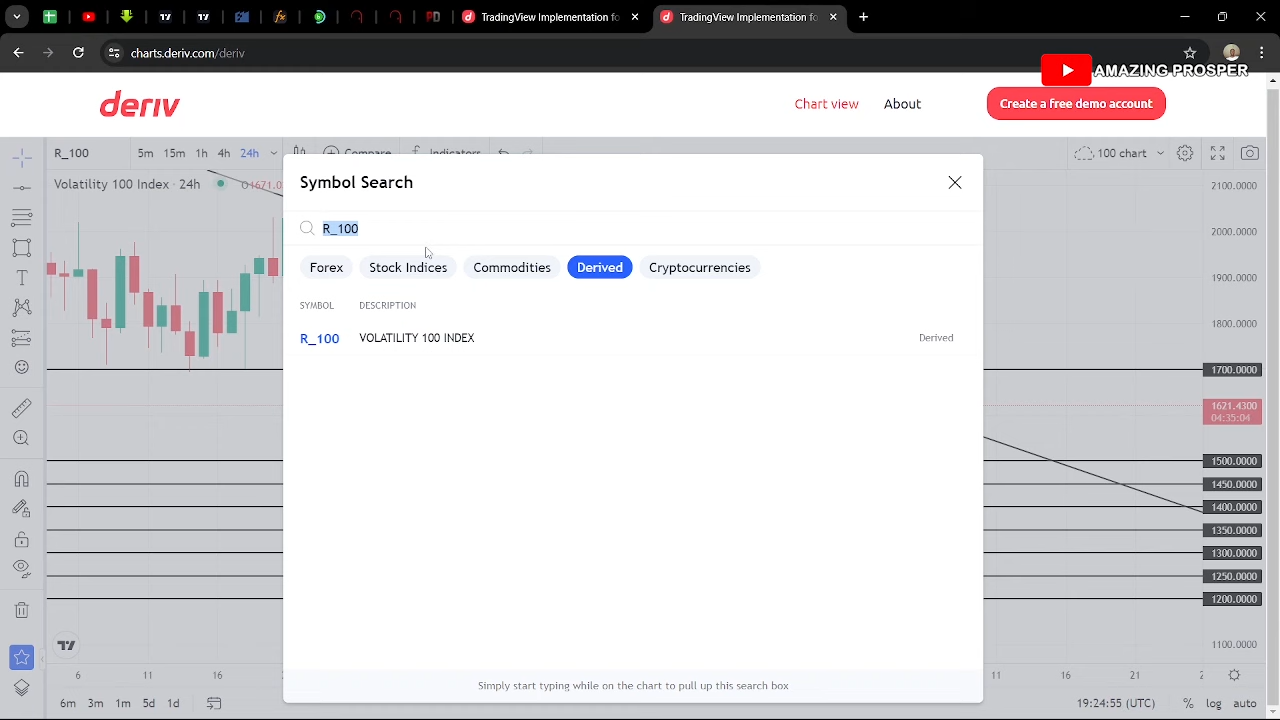 TradingView Implementation fo
TradingView Implementation fo
charts.deriv.com/deriv
AMAZING PROSPER
deriv
Chart view
About
Create a free demo account
R_100
5m 15m 1h 4h 24h
Compare
Indicators
100 chart
Volatility 100 Index · 24h
O1671.0
Symbol Search
R_100
Forex
Stock Indices
Commodities
Derived
Cryptocurrencies
SYMBOL DESCRIPTION
R_100 VOLATILITY 100 INDEX Derived
2100.0000
2000.0000
1900.0000
1800.0000
1700.0000
1621.4300
04:35:04
1500.0000
1450.0000
1400.0000
1350.0000
1300.0000
1250.0000
1200.0000
1100.0000
6 11 16 11 16 21 2
Simply start typing while on the chart to pull up this search box
6m 3m 1m 5d 1d
19:24:55 (UTC) % log auto